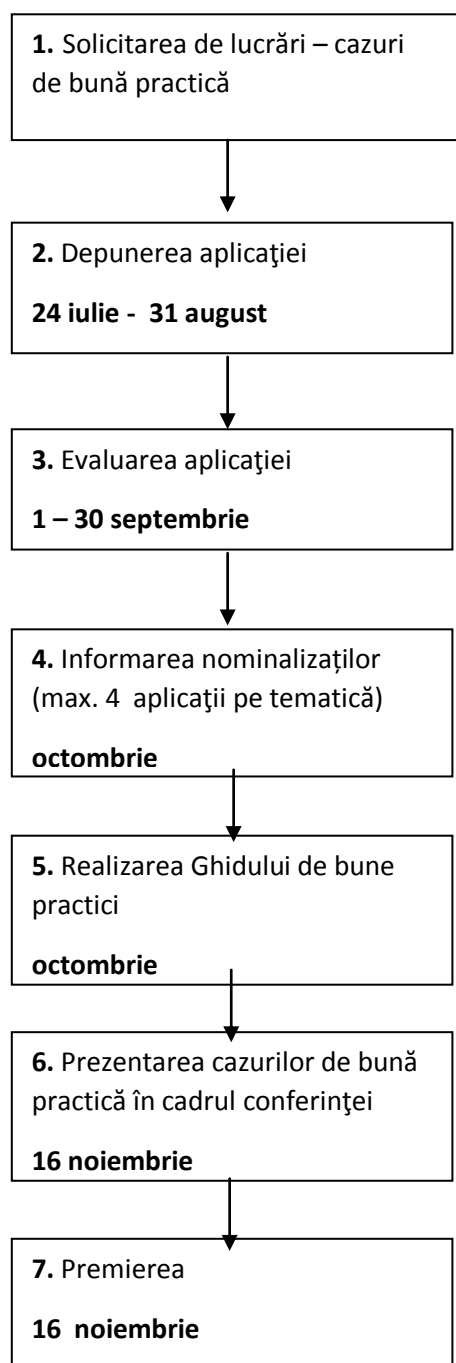 1. Solicitarea de lucrări – cazuri
de bună practică
2. Depunerea aplicaţiei
24 iulie - 31 august
3. Evaluarea aplicaţiei
1 – 30 septembrie
4. Informarea nominalizaților
(max. 4 aplicaţii pe tematică)
octombrie
5. Realizarea Ghidului de bune
practici
octombrie
6. Prezentarea cazurilor de bună
practică în cadrul conferinţei
16 noiembrie
7. Premierea
16 noiembrie